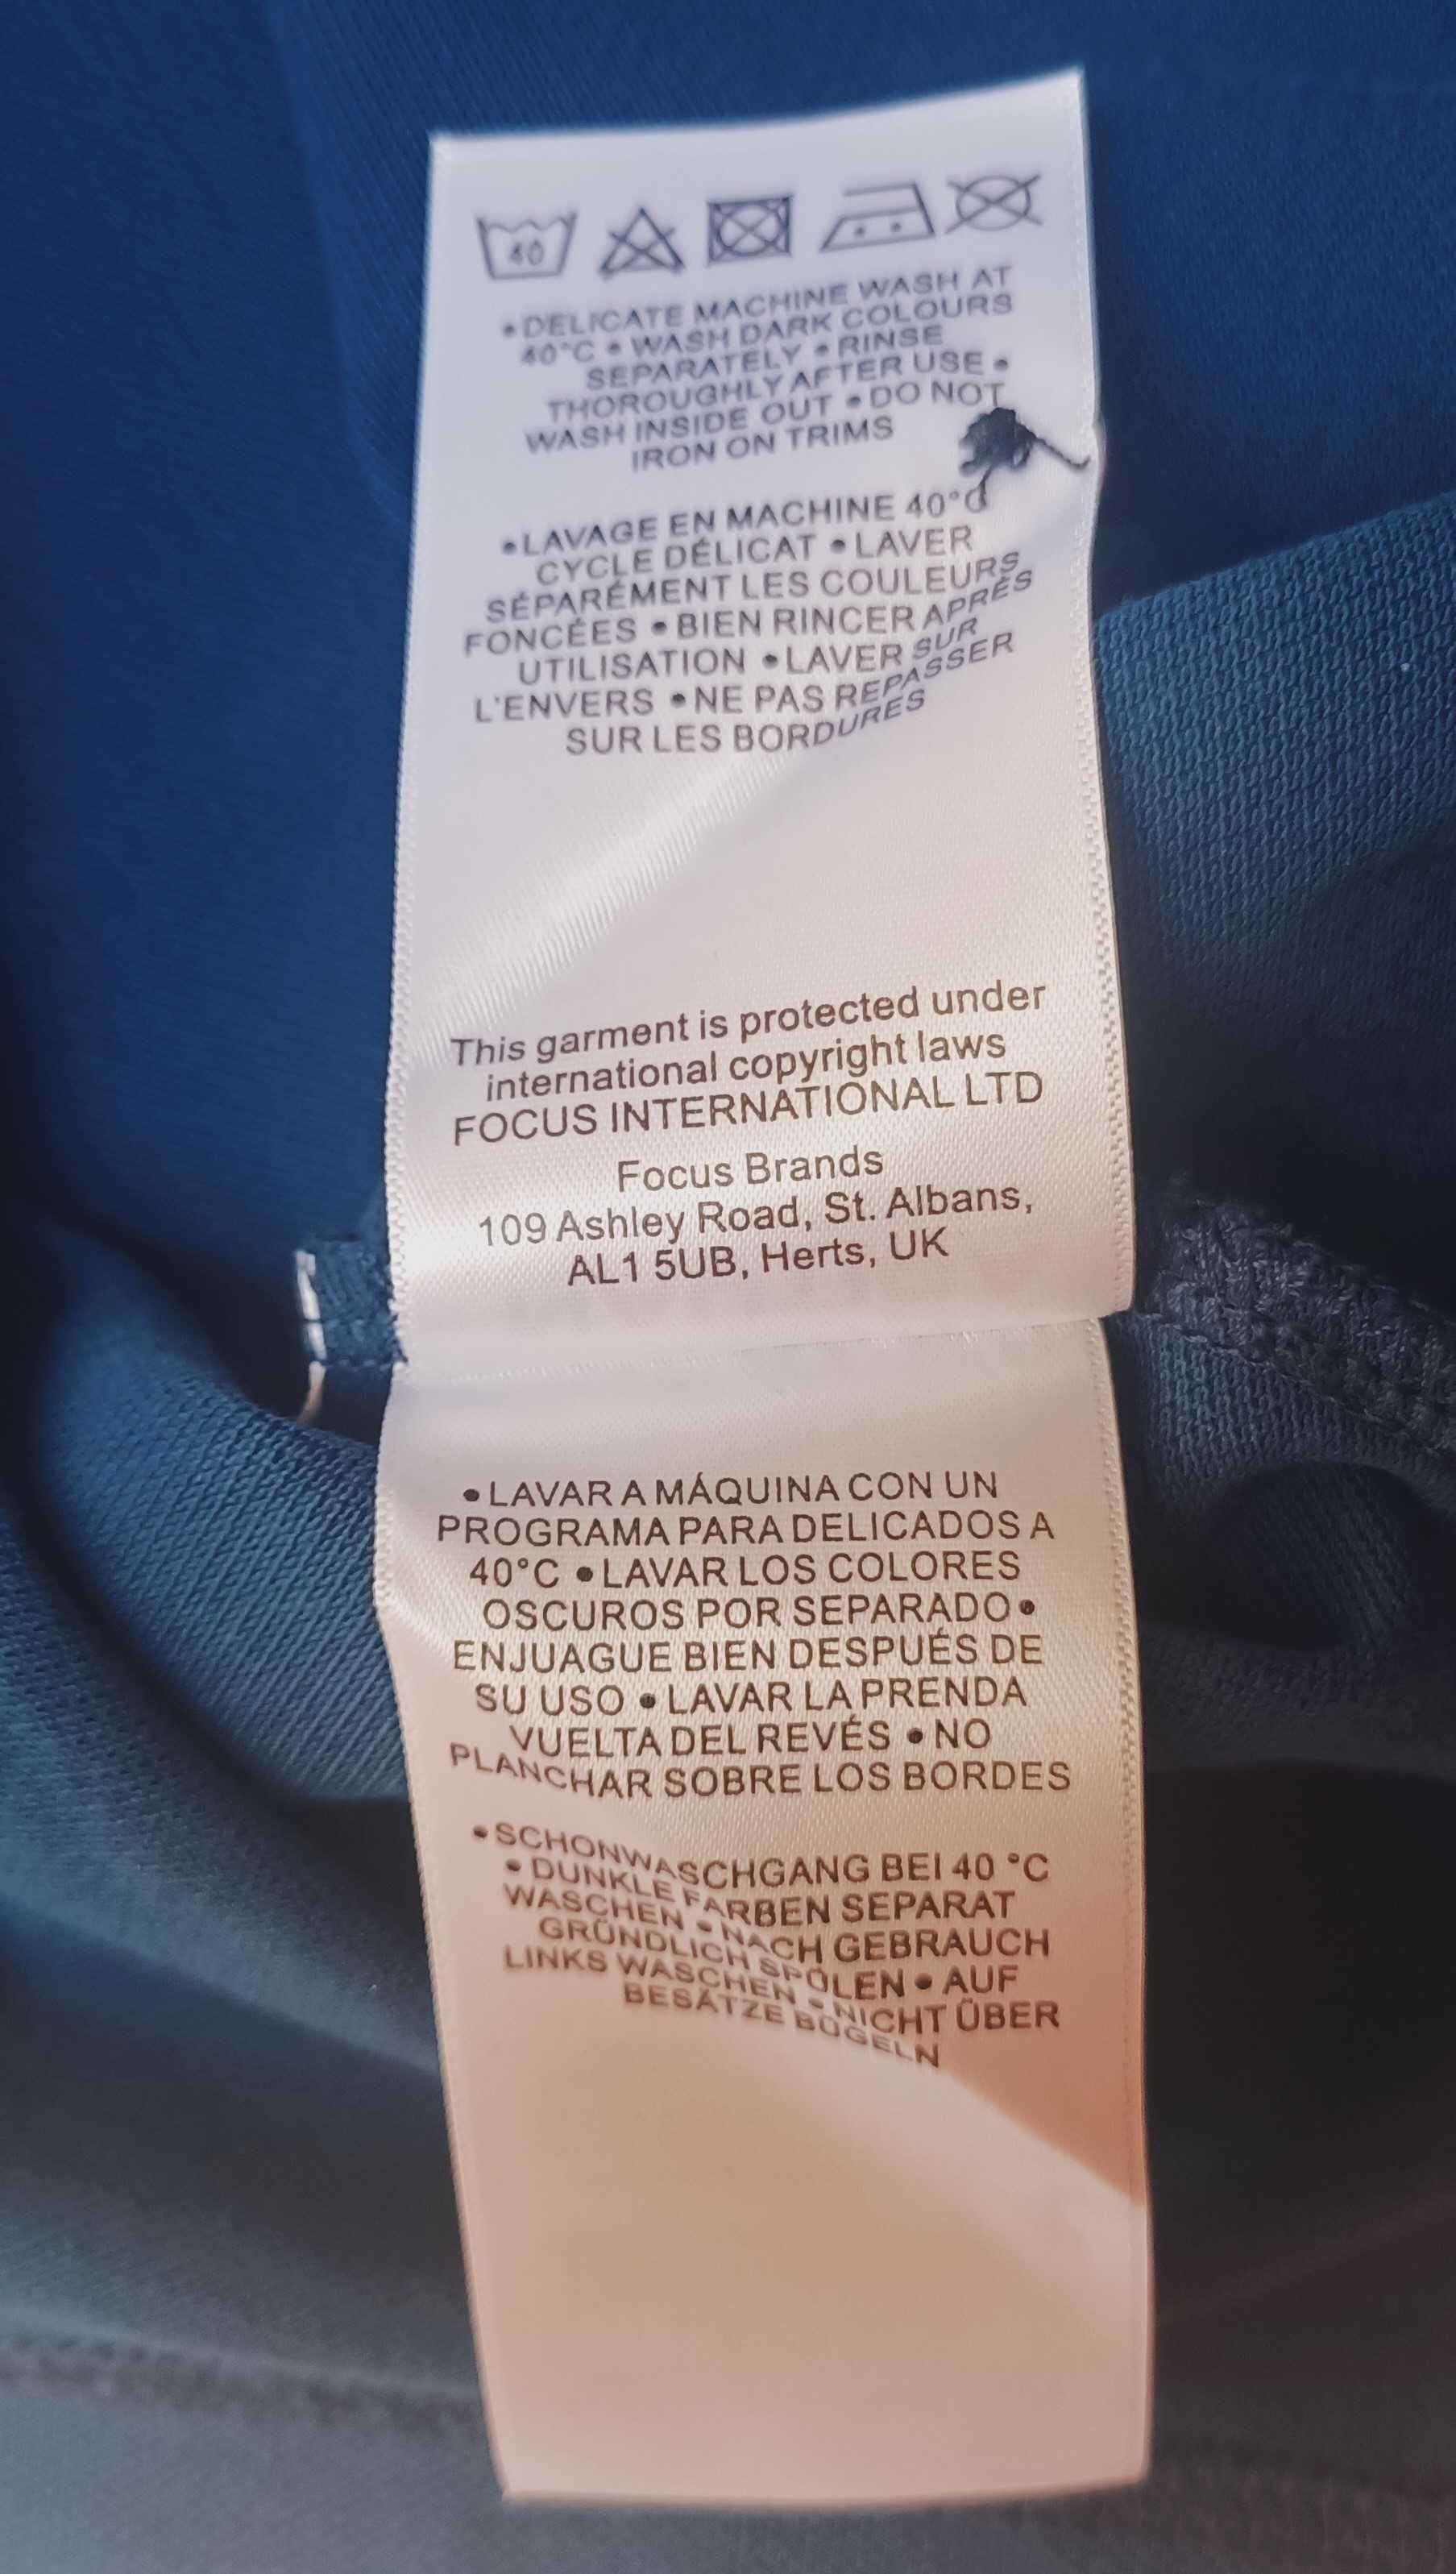 40
•DELICATE MACHINE WASH AT
40°C • WASH DARK COLOURS
SEPARATELY • RINSE
THOROUGHLY AFTER USE •
WASH INSIDE OUT • DO NOT
IRON ON TRIMS
•LAVAGE EN MACHINE 40°C
CYCLE DÉLICAT • LAVER
SÉPARÉMENT LES COULEURS
FONCÉES • BIEN RINCER APRÉS
UTILISATION • LAVER SUR
L'ENVERS • NE PAS REPASSER
SUR LES BORDURES
This garment is protected under
international copyright laws
FOCUS INTERNATIONAL LTD
Focus Brands
109 Ashley Road, St. Albans,
AL1 5UB, Herts, UK
• LAVAR A MÁQUINA CON UN
PROGRAMA PARA DELICADOS A
40°C • LAVAR LOS COLORES
OSCUROS POR SEPARADO •
ENJUAGUE BIEN DESPUÉS DE
SU USO • LAVAR LA PRENDA
VUELTA DEL REVÉS • NO
PLANCHAR SOBRE LOS BORDES
•SCHONWASCHGANG BEI 40 °C
• DUNKLE FARBEN SEPARAT
WASCHEN • NACH GEBRAUCH
GRÜNDLICH SPÜLEN • AUF
LINKS WASCHEN • NICHT ÜBER
BESÄTZE BÜGELN